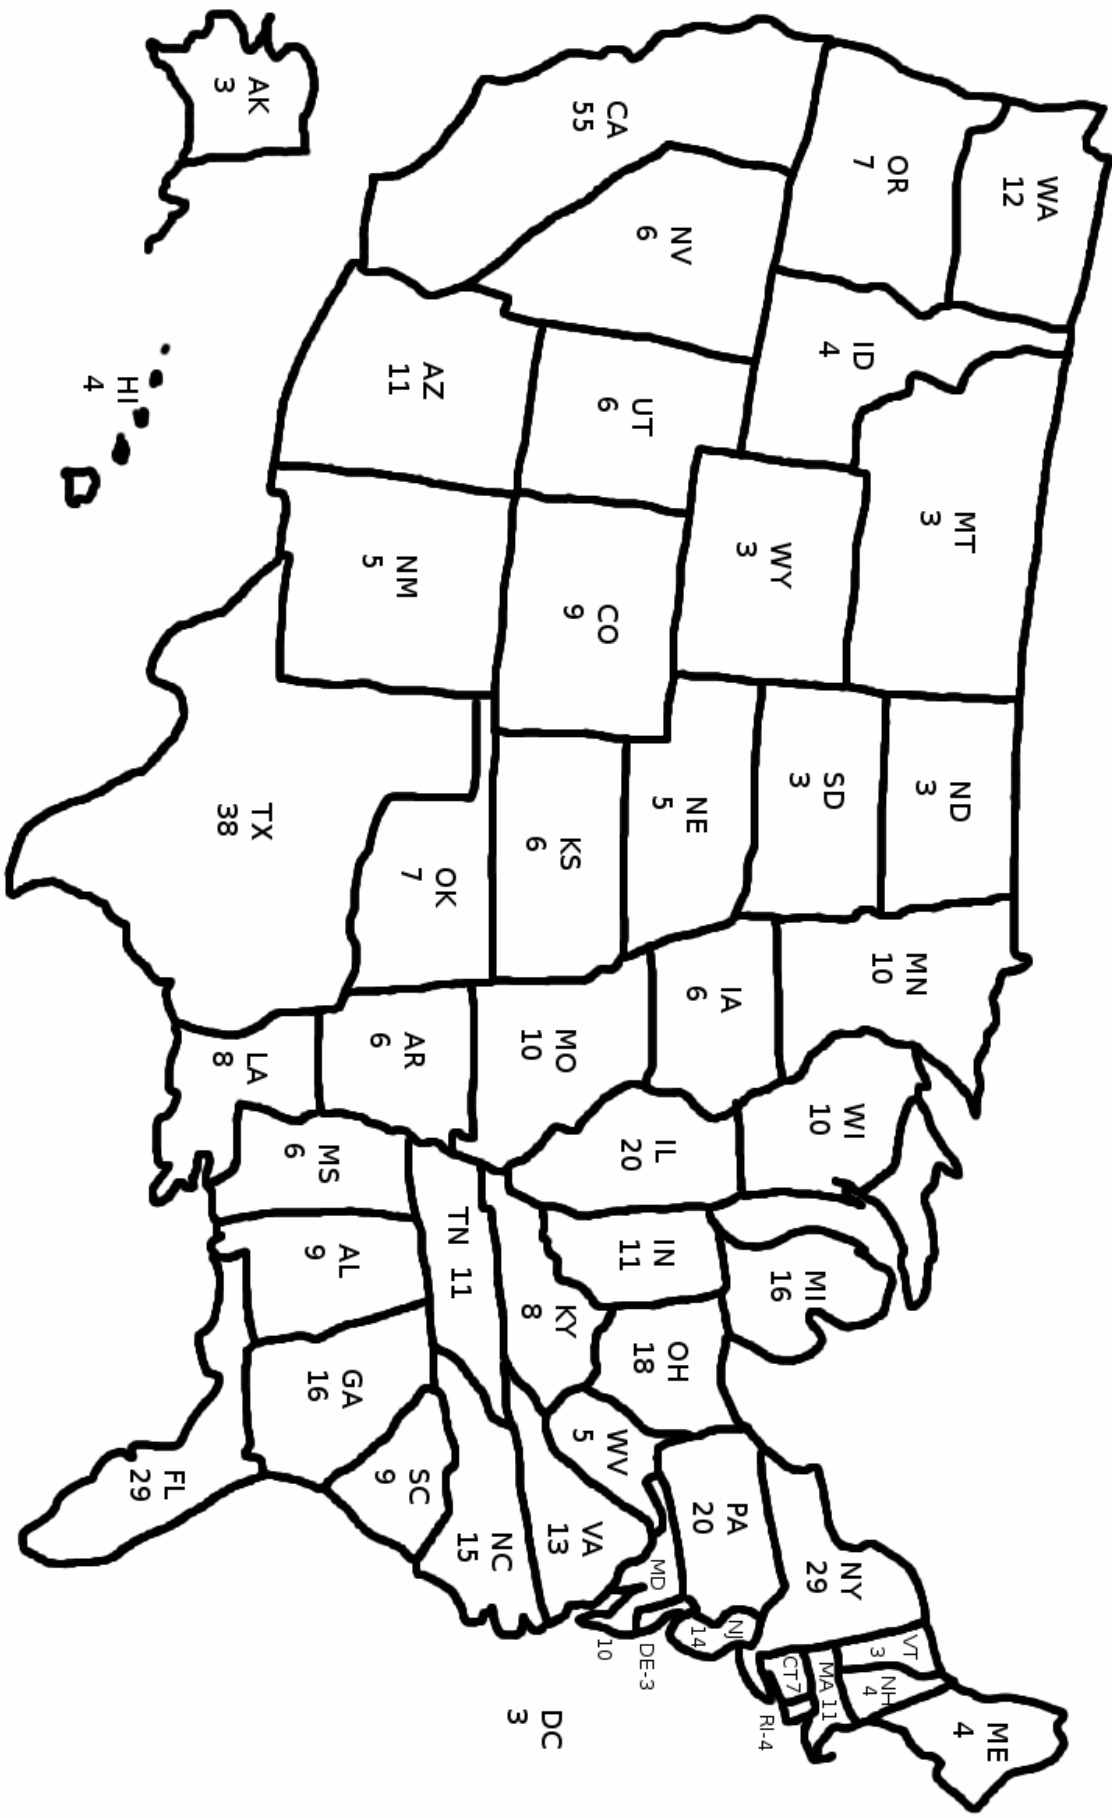 WA
12
OR
7
CA
55
NV
6
ID
4
MT
3
WY
3
UT
6
AZ
11
CO
9
NM
5
ND
3
SD
3
NE
5
KS
6
OK
7
TX
38
MN
10
IA
6
MO
10
AR
6
LA
8
WI
10
IL
20
MI
16
IN
11
OH
18
KY
8
TN 11
MS
6
AL
9
GA
16
FL
29
SC
9
NC
15
VA
13
WV
5
PA
20
NY
29
VT
3
NH
4
ME
4
MA 11
CT7
RI-4
NJ
14
DE-3
MD
10
DC
3
AK
3
HI
4